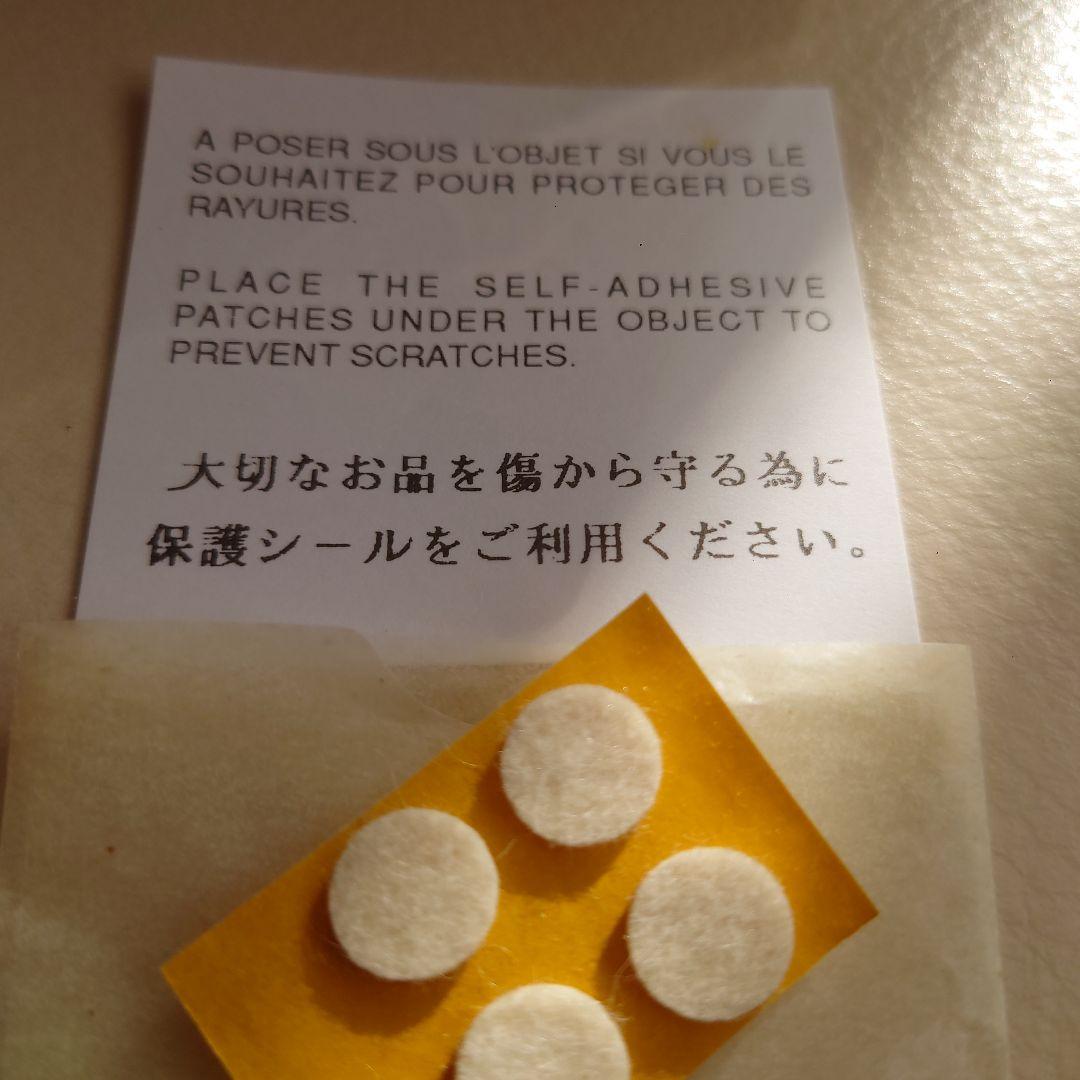 A POSER SOUS L'OBJET SI VOUS LE
SOUHAITEZ POUR PROTEGER DES
RAYURES.
PLACE THE SELF-ADHESIVE
PATCHES UNDER THE OBJECT TO
PREVENT SCRATCHES.
大切なお品を傷から守る為に
保護シールをご利用ください。